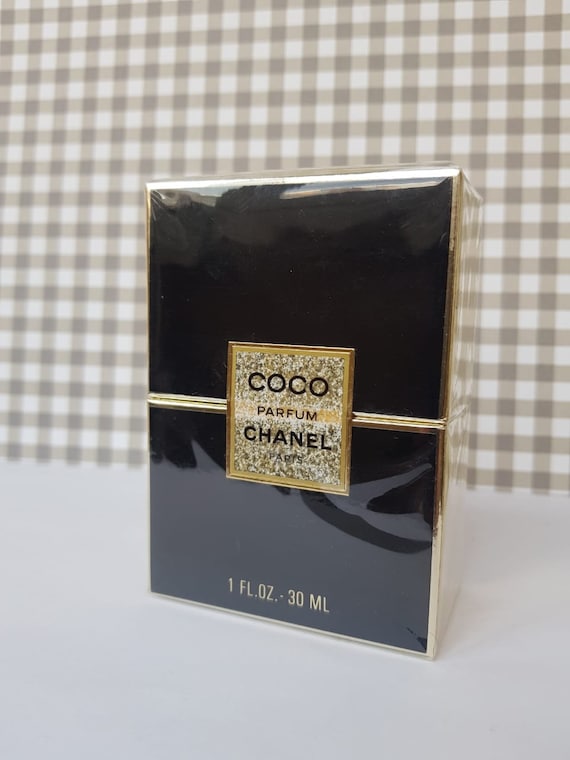 COCO
PARFUM
CHANEL
PARIS
1 FL.OZ.- 30 ML